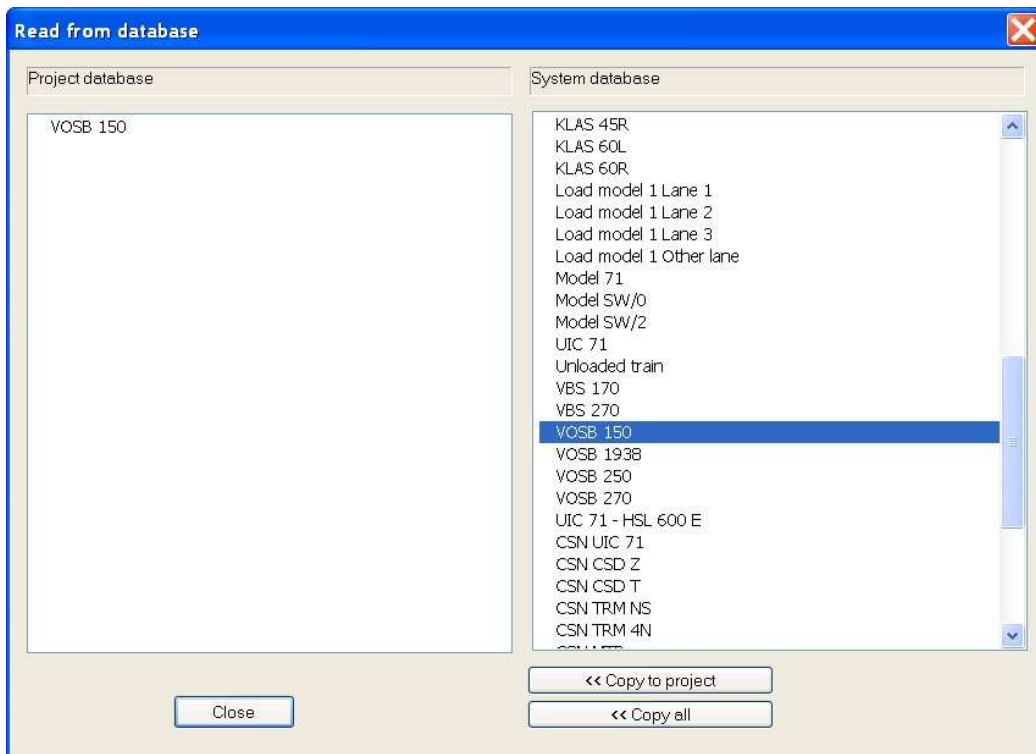 Read from database
Project database
VOSB 150
System database
KLAS 45R
KLAS 60L
KLAS 60R
Load model 1 Lane 1
Load model 1 Lane 2
Load model 1 Lane 3
Load model 1 Other lane
Model 71
Model SW/0
Model SW/2
UIC 71
Unloaded train
VBS 170
VBS 270
VOSB 150
VOSB 1938
VOSB 250
VOSB 270
UIC 71 - HSL 600 E
CSN UIC 71
CSN CSD Z
CSN CSD T
CSN TRM NS
CSN TRM 4N
<< Copy to project
<< Copy all
Close